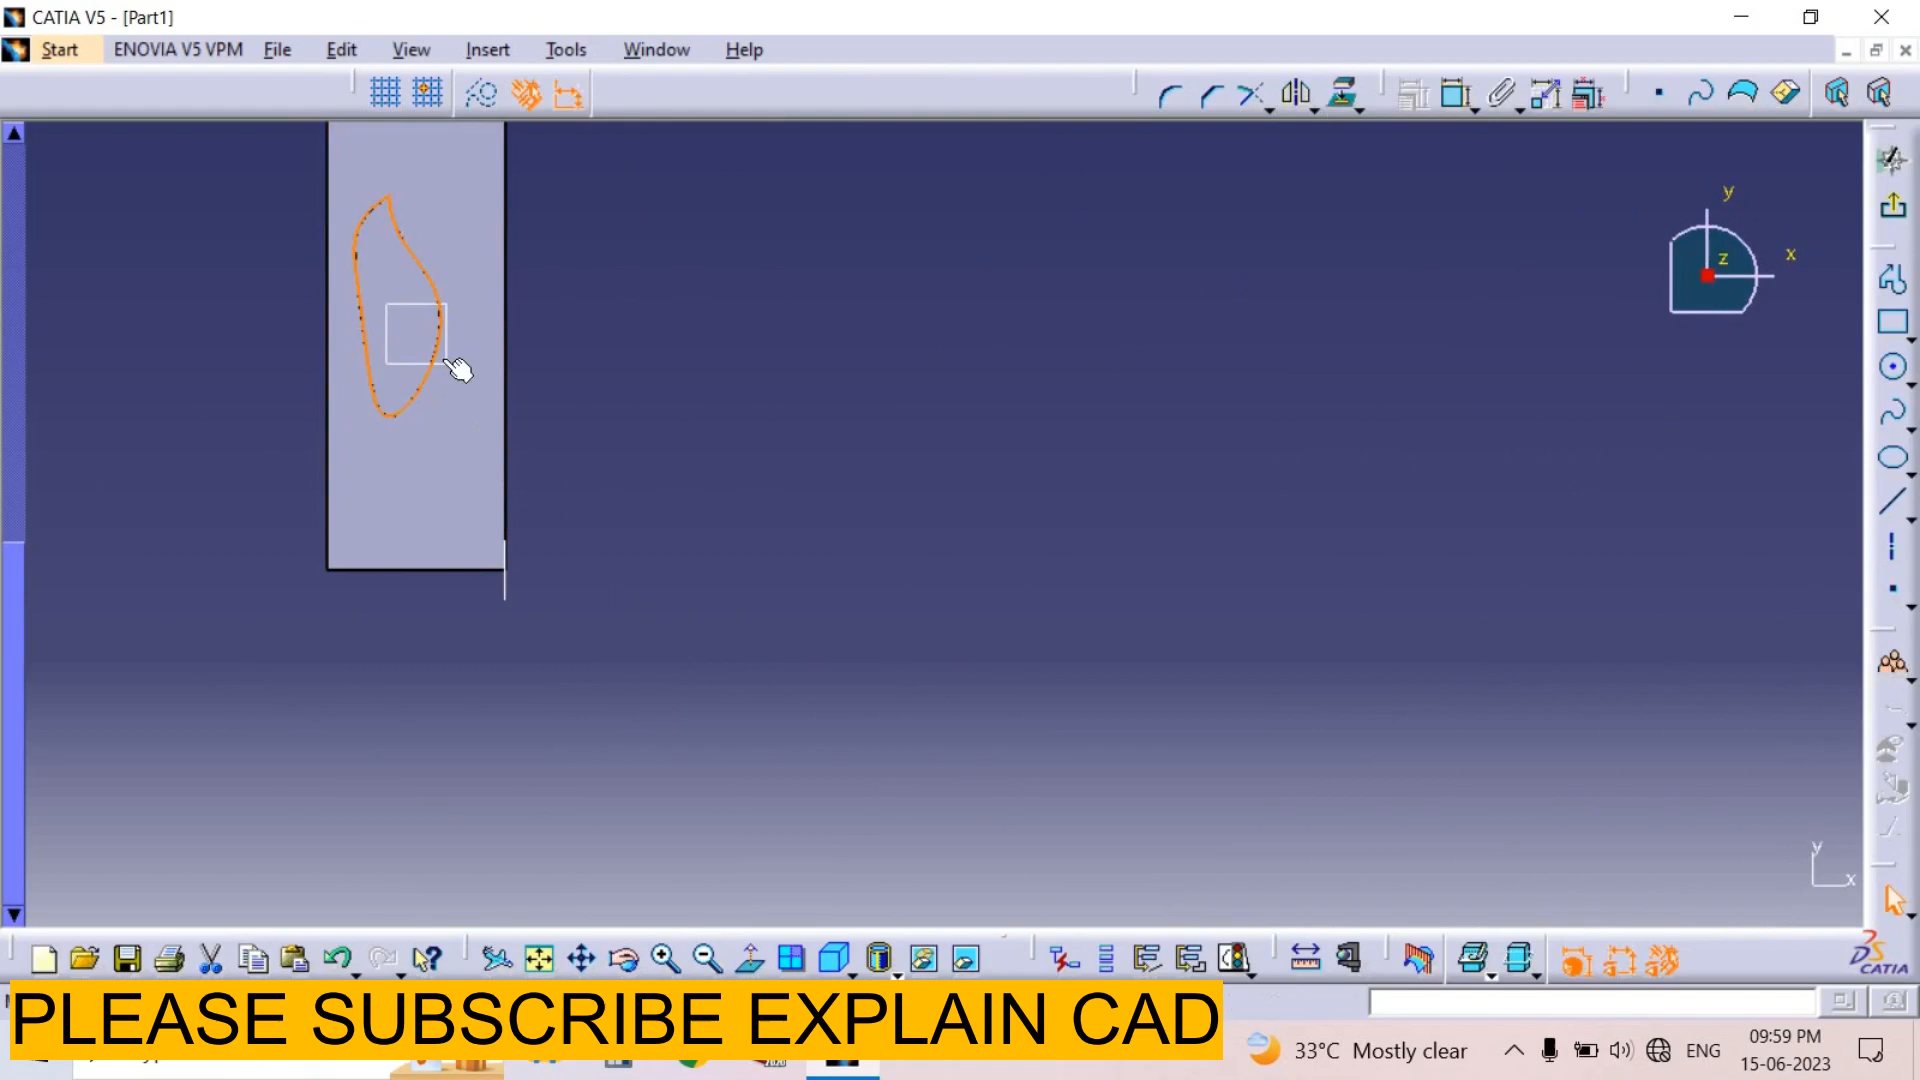 CATIA V5 - [Part1]
Start ENOVIA V5 VPM File Edit View Insert Tools Window Help
y
x
z
y
x
CATIA
PLEASE SUBSCRIBE EXPLAIN CAD
33°C Mostly clear
ENG
09:59 PM
15-06-2023